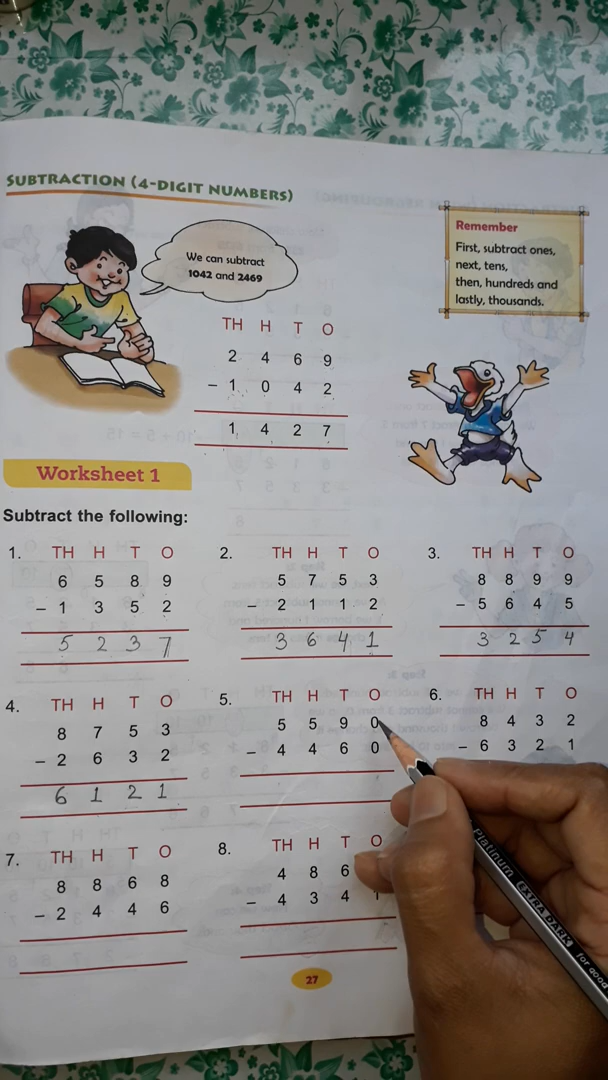 SUBTRACTION (4-DIGIT NUMBERS)
We can subtract
1042 and 2469
Remember
First, subtract ones,
next, tens,
then, hundreds and
lastly, thousands.
TH H T O
2 4 6 9
- 1 0 4 2
1 4 2 7
Worksheet 1
Subtract the following:
1. TH H T O
6 5 8 9
- 1 3 5 2
5 2 3 7
2. TH H T O
5 7 5 3
- 2 1 1 2
3 6 4 1
3. TH H T O
8 8 9 9
- 5 6 4 5
3 2 5 4
4. TH H T O
8 7 5 3
- 2 6 3 2
6 1 2 1
5. TH H T O
5 5 9 0
- 4 4 6 0
6. TH H T O
8 4 3 2
- 6 3 2 1
7. TH H T O
8 8 6 8
- 2 4 4 6
8. TH H T O
4 8 6
- 4 3 4
27
Platinum EXTRA DARK for good